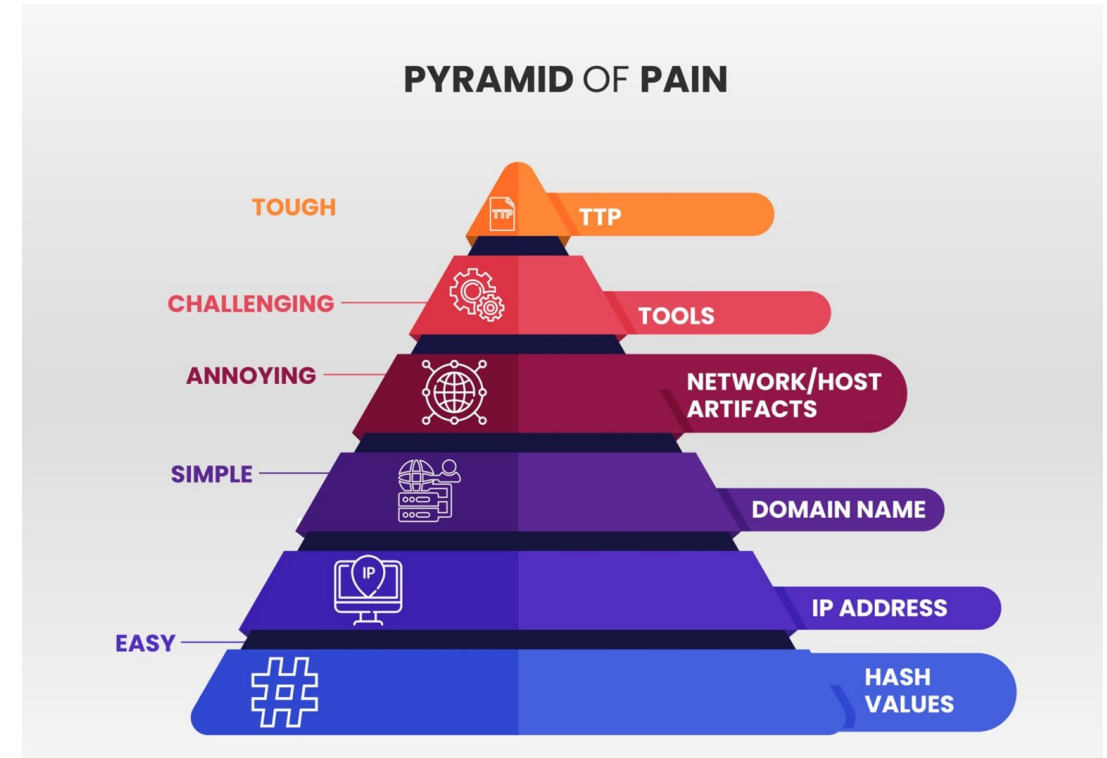 PYRAMID OF PAIN
TOUGH
TTP
TTP
CHALLENGING
TOOLS
ANNOYING
NETWORK/HOST
ARTIFACTS
SIMPLE
DOMAIN NAME
IP
IP ADDRESS
EASY
#
HASH
VALUES